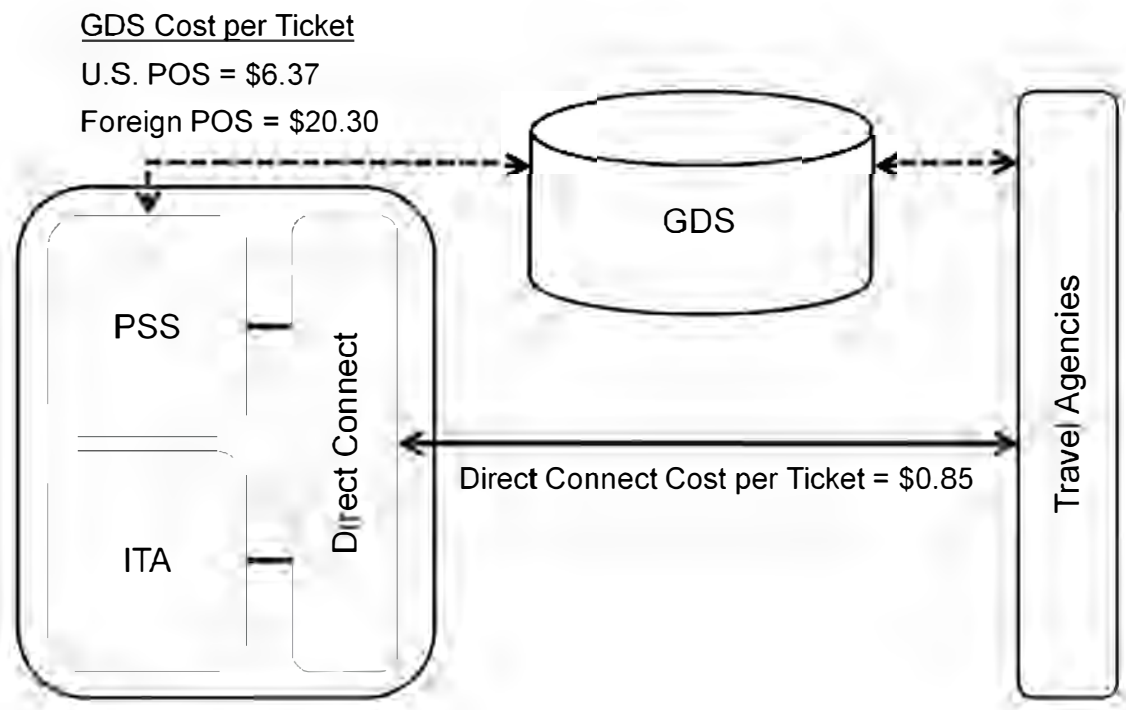 GDS Cost per Ticket
U.S. POS = $6.37
Foreign POS = $20.30
GDS
PSS
ITA
Direct Connect
Direct Connect Cost per Ticket = $0.85
Travel Agencies